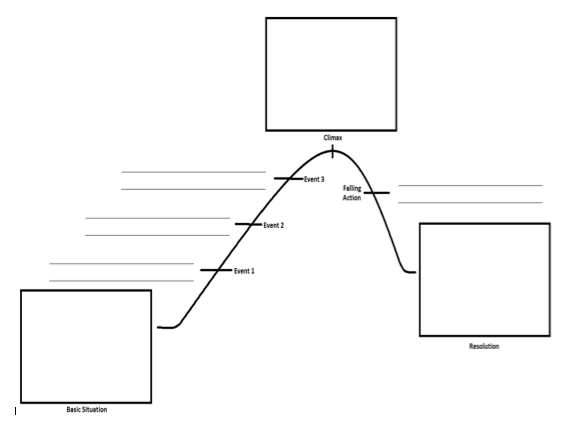 Climax
Event 3
Falling
Action
Event 2
Event 1
Resolution
Basic Situation